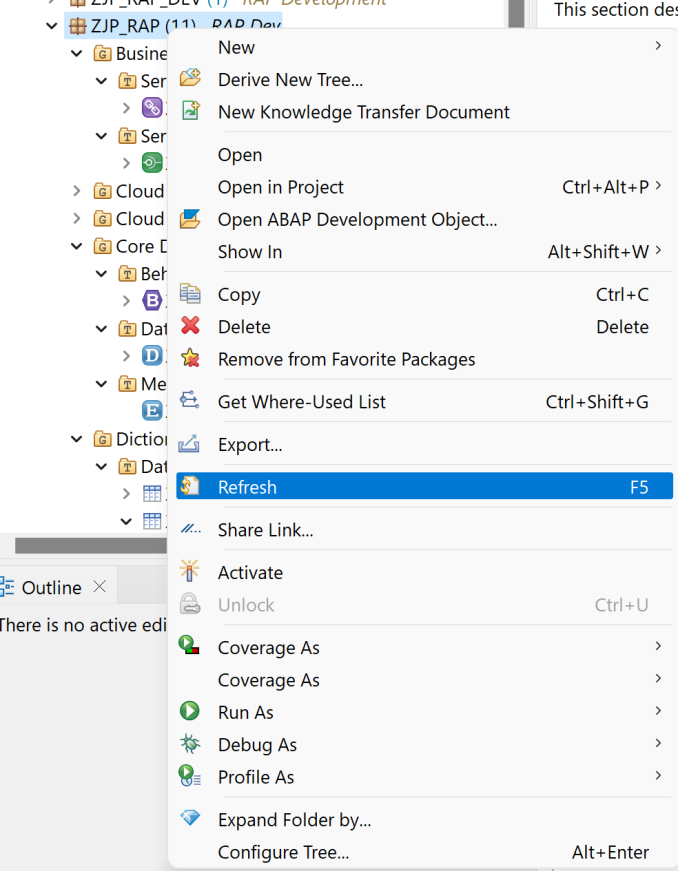 ZJP_RAP_DEV (1) RAP Development
This section des
ZJP_RAP (11) RAP Dev
Busine
Ser
Ser
Cloud
Cloud
Core D
Beh
B
Dat
D
Me
E
Diction
Dat
Outline
There is no active edi
New
Derive New Tree...
New Knowledge Transfer Document
Open
Open in Project Ctrl+Alt+P
Open ABAP Development Object...
Show In Alt+Shift+W
Copy Ctrl+C
Delete Delete
Remove from Favorite Packages
Get Where-Used List Ctrl+Shift+G
Export...
Refresh F5
Share Link...
Activate
Unlock Ctrl+U
Coverage As
Coverage As
Run As
Debug As
Profile As
Expand Folder by...
Configure Tree... Alt+Enter